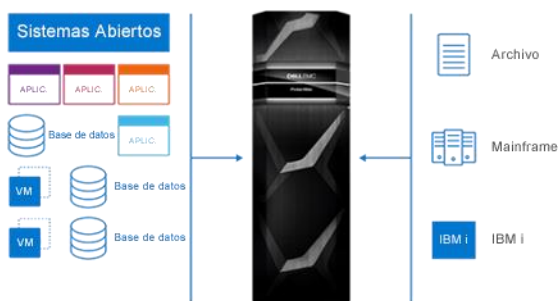 Sistemas Abiertos
APLIC.
APLIC.
APLIC.
Base de datos
APLIC.
VM
Base de datos
VM
Base de datos
DELL EMC
PowerMax
Archivo
Mainframe
IBM i
IBM i